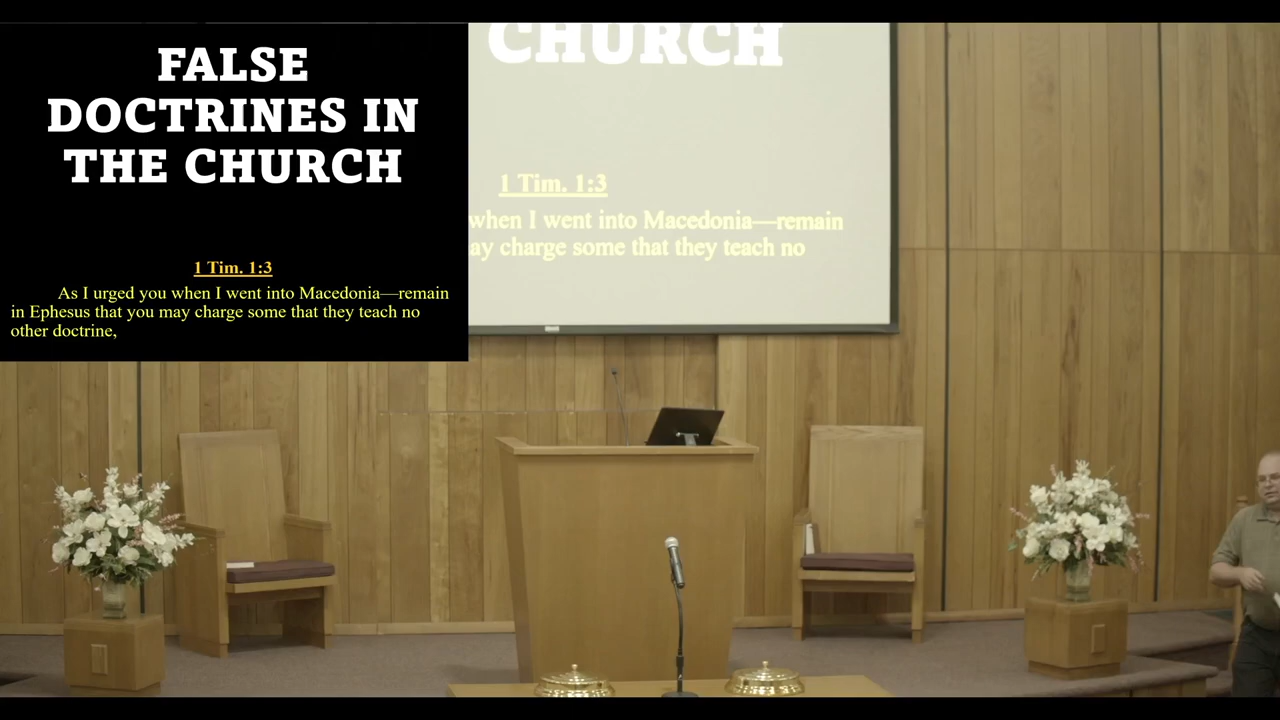 FALSE
DOCTRINES IN
THE CHURCH
1 Tim. 1:3
As I urged you when I went into Macedonia—remain
in Ephesus that you may charge some that they teach no
other doctrine,
CHURCH
1 Tim. 1:3
when I went into Macedonia—remain
ay charge some that they teach no